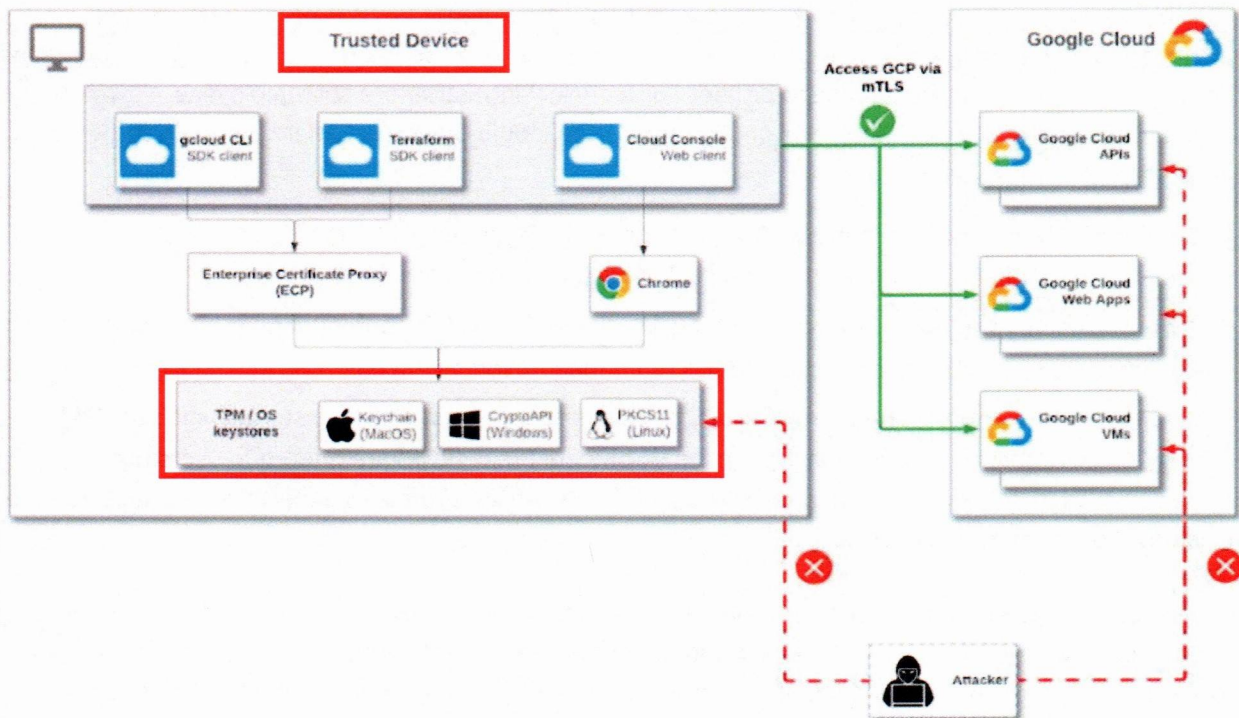 Trusted Device
Google Cloud
Access GCP via
mTLS
gcloud CLI
SDK client
Terraform
SDK client
Cloud Console
Web client
Google Cloud
APIs
Enterprise Certificate Proxy
(ECP)
Chrome
Google Cloud
Web Apps
TPM / OS
keystores
Keychain
(MacOS)
CryptoAPI
(Windows)
PKCS11
(Linux)
Google Cloud
VMs
Attacker